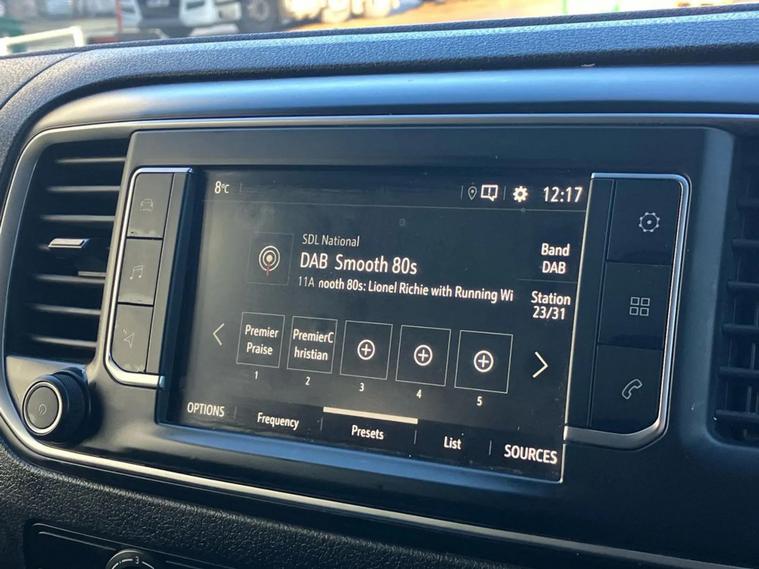 8°C
12:17
SDL National
DAB Smooth 80s
11A nooth 80s: Lionel Richie with Running Wi
Band
DAB
Station
23/31
Premier
Praise
1
PremierC
hristian
2
3
4
5
OPTIONS
Frequency
Presets
List
SOURCES